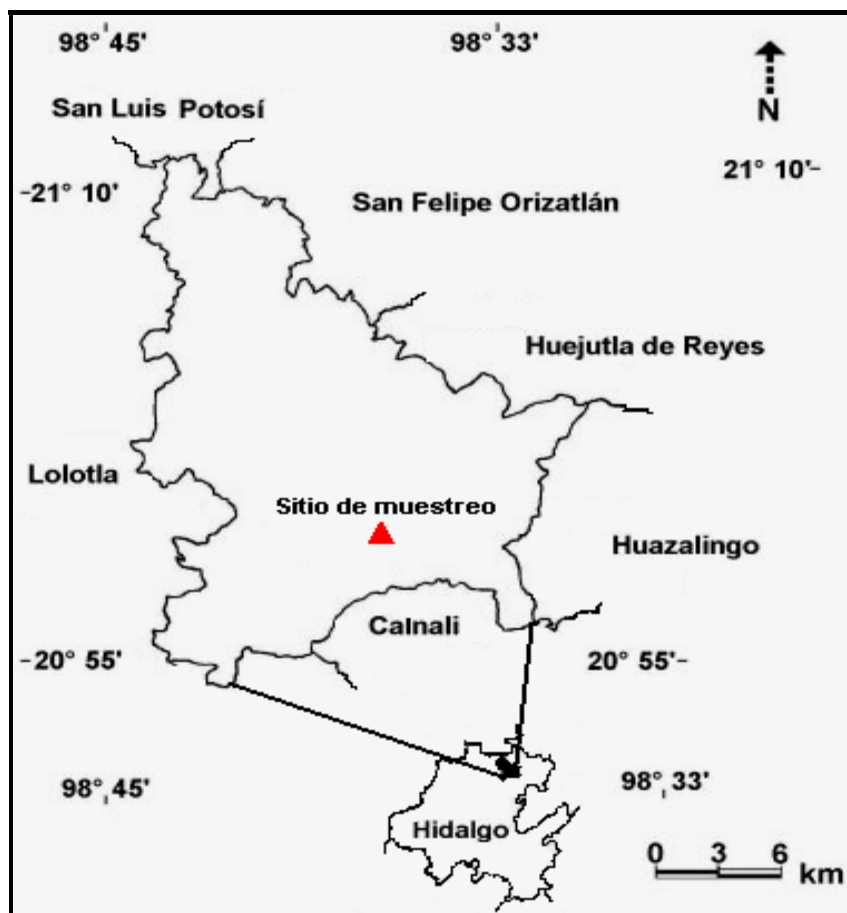 98° 45'
98° 33'
N
San Luis Potosí
21° 10'-
-21° 10'
San Felipe Orizatlán
Huejutla de Reyes
Lolotla
Sitio de muestreo
Huazalingo
Calnali
-20° 55'
20° 55'-
98° 45'
98° 33'
Hidalgo
0 3 6 km